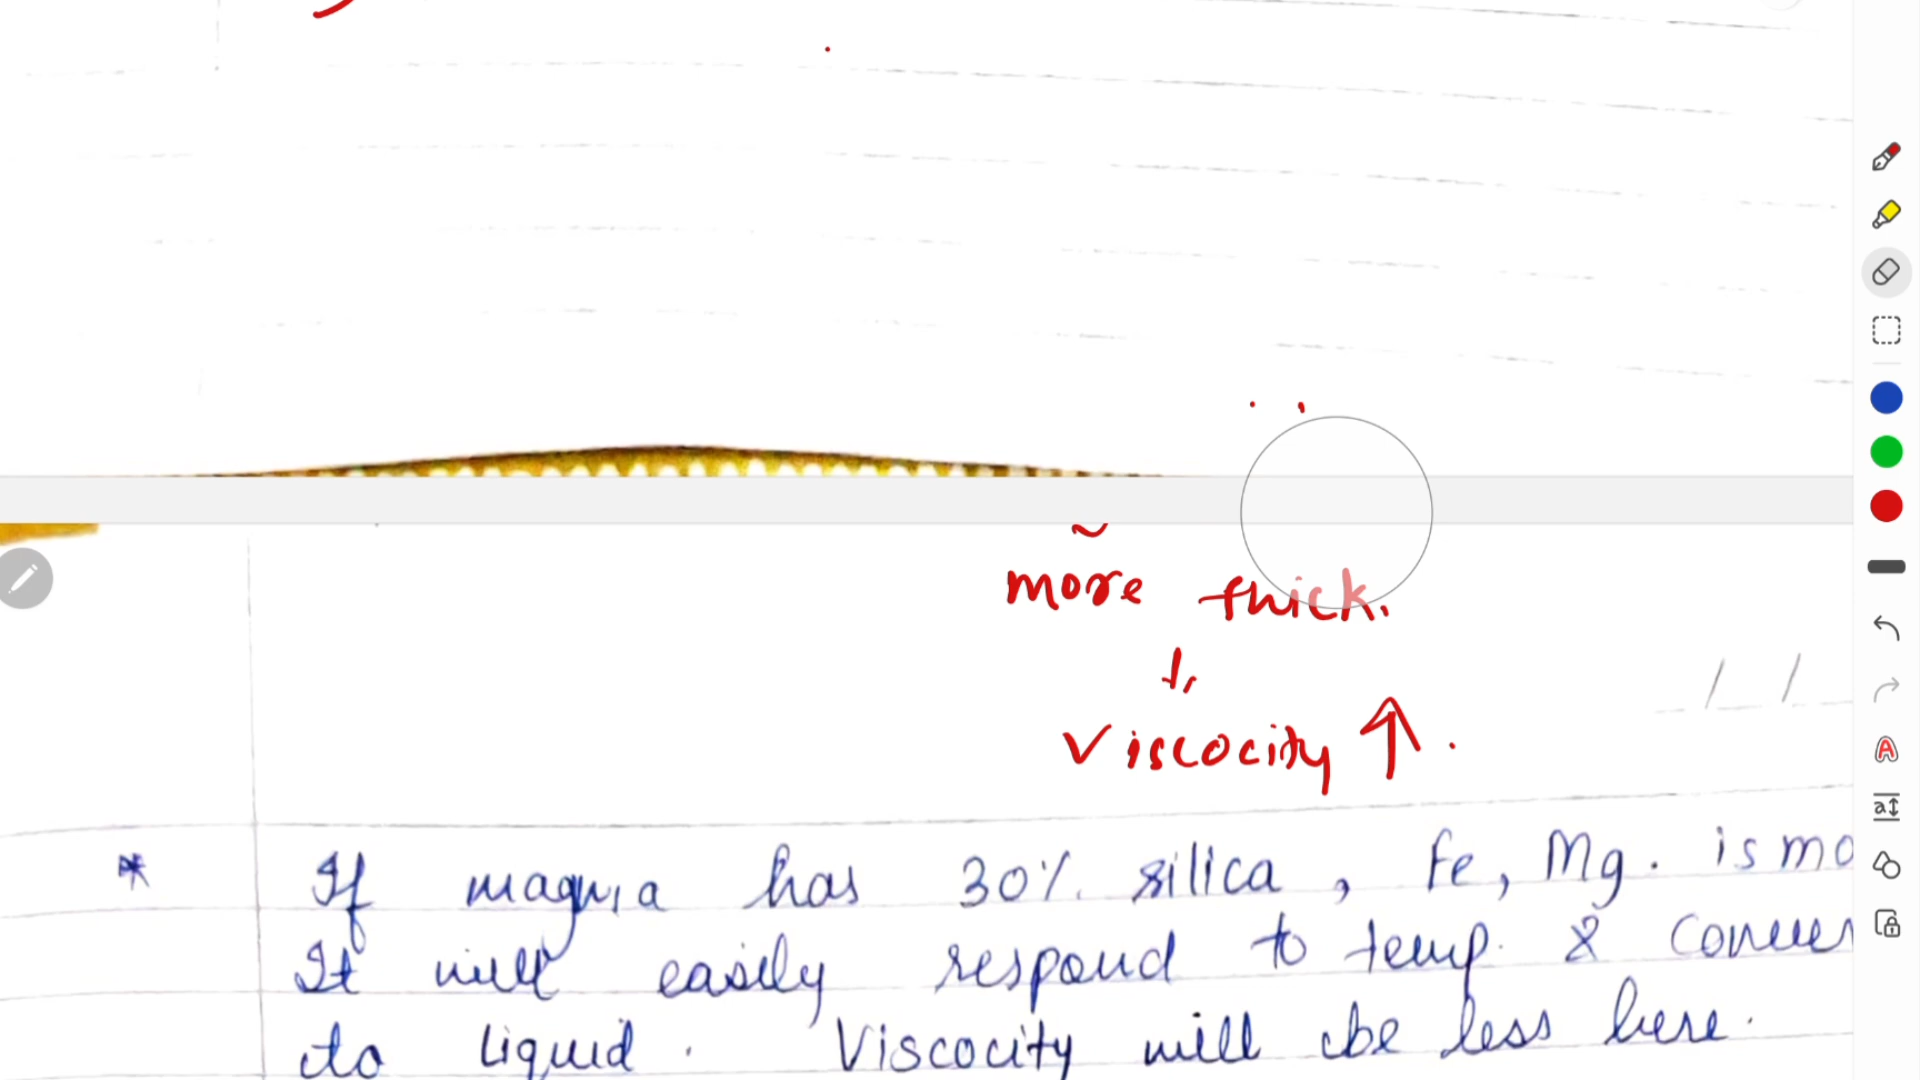 more thick.
↓
Viscocity ↑.
* If magma has 30% silica, Fe, Mg. is mo
It will easily respond to temp. & conver
to liquid. Viscocity will be less here.